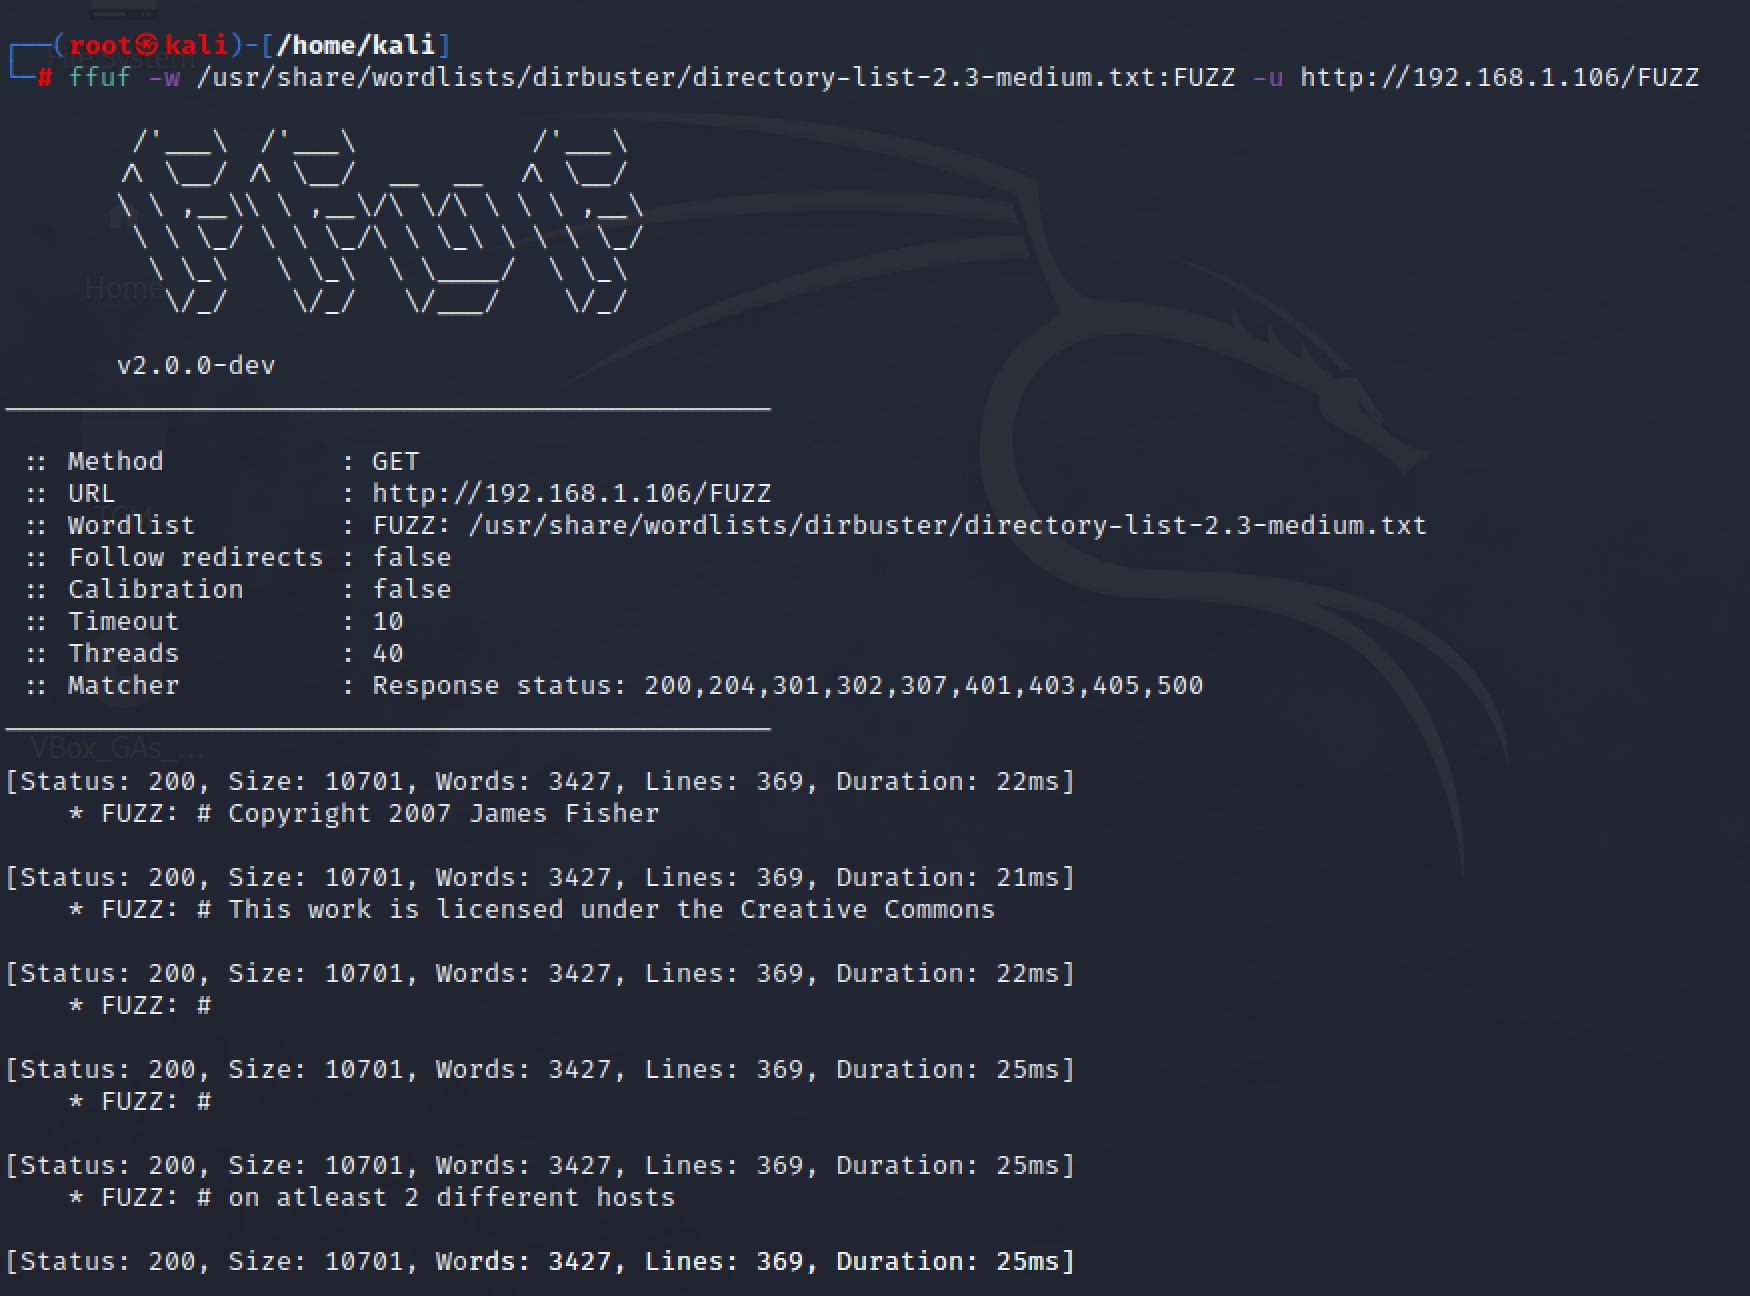 ┌──(root㉿kali)-[/home/kali]
└─# ffuf -w /usr/share/wordlists/dirbuster/directory-list-2.3-medium.txt:FUZZ -u http://192.168.1.106/FUZZ
v2.0.0-dev
:: Method : GET
:: URL : http://192.168.1.106/FUZZ
:: Wordlist : FUZZ: /usr/share/wordlists/dirbuster/directory-list-2.3-medium.txt
:: Follow redirects : false
:: Calibration : false
:: Timeout : 10
:: Threads : 40
:: Matcher : Response status: 200,204,301,302,307,401,403,405,500
[Status: 200, Size: 10701, Words: 3427, Lines: 369, Duration: 22ms]
* FUZZ: # Copyright 2007 James Fisher
[Status: 200, Size: 10701, Words: 3427, Lines: 369, Duration: 21ms]
* FUZZ: # This work is licensed under the Creative Commons
[Status: 200, Size: 10701, Words: 3427, Lines: 369, Duration: 22ms]
* FUZZ: #
[Status: 200, Size: 10701, Words: 3427, Lines: 369, Duration: 25ms]
* FUZZ: #
[Status: 200, Size: 10701, Words: 3427, Lines: 369, Duration: 25ms]
* FUZZ: # on atleast 2 different hosts
[Status: 200, Size: 10701, Words: 3427, Lines: 369, Duration: 25ms]
File System
Home
VBox_GAs_...